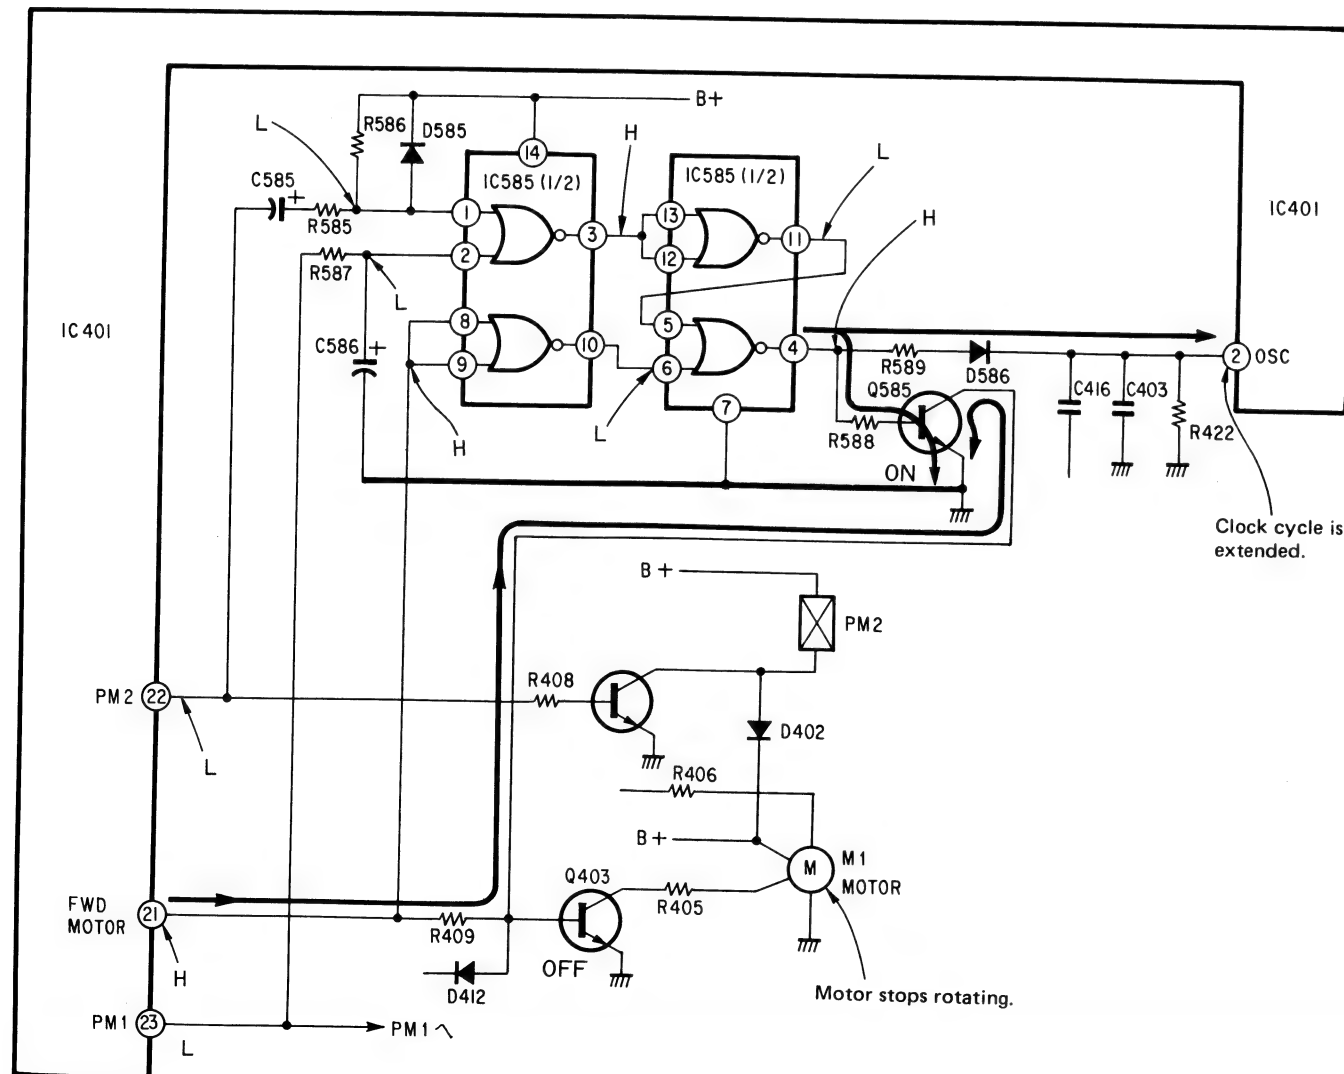 B+
L
R586
D585
H
14
L
C585
+
IC585 (1/2)
IC585 (1/2)
H
IC401
1
R585
3
13
11
2
12
R587
L
IC401
8
5
C586
+
10
4
2
OSC
9
6
R589
D586
Q585
C416
C403
7
R588
R422
H
L
ON
Clock cycle is
extended.
B+
PM2
R408
PM2
22
D402
L
R406
B+
M
M1
MOTOR
Q403
R405
FWD
MOTOR
21
R409
OFF
H
D412
Motor stops rotating.
PM1
23
PM1
L